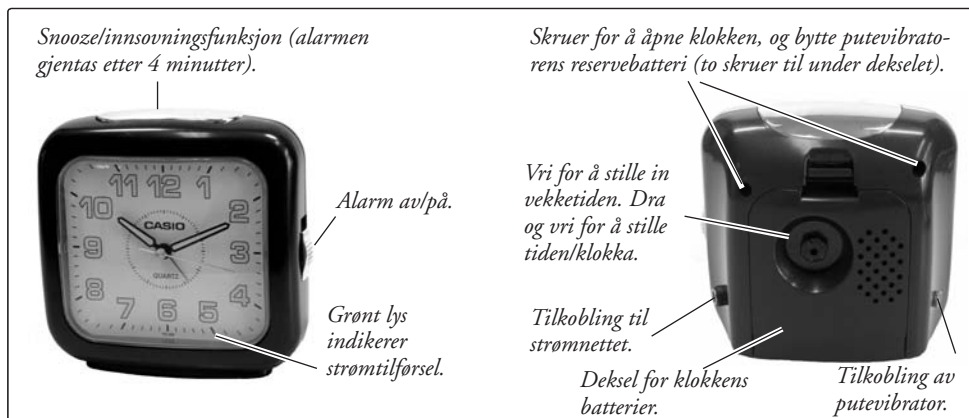 Snooze/innsovningsfunksjon (alarmen
gjentas etter 4 minutter).
Alarm av/på.
Grønt lys
indikerer
strømtilførsel.
11 12 1
10 2
9 3
8 4
7 6 5
CASIO
QUARTZ
Skruer for å åpne klokken, og bytte putevibrato-
rens reservebatteri (to skruer til under dekselet).
Vri for å stille in
vekketiden. Dra
og vri for å stille
tiden/klokka.
Tilkobling til
strømnettet.
Deksel for klokkens
batterier.
Tilkobling av
putevibrator.